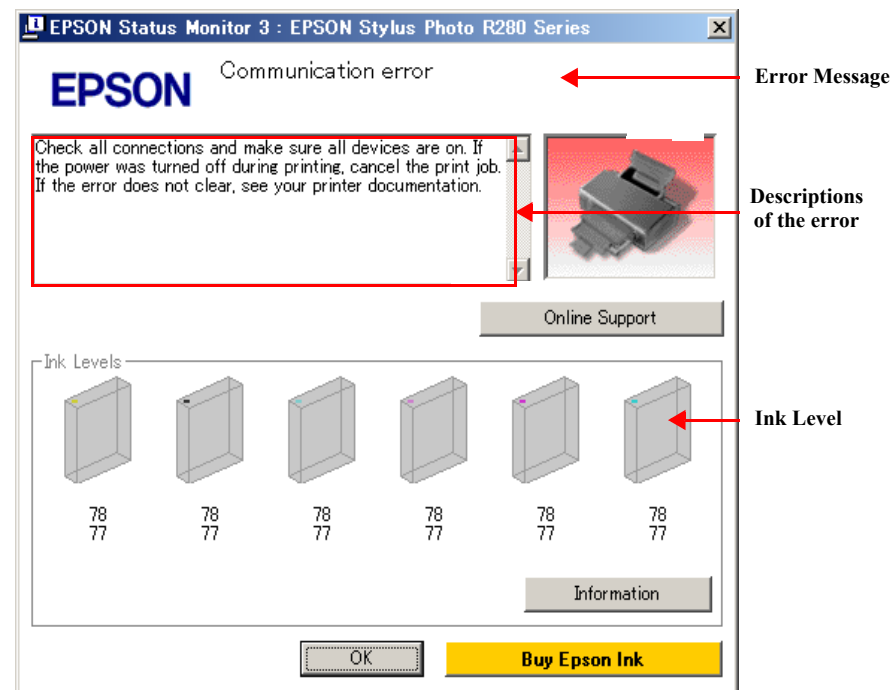 EPSON Status Monitor 3 : EPSON Stylus Photo R280 Series
EPSON
Communication error
Error Message
Check all connections and make sure all devices are on. If
the power was turned off during printing, cancel the print job.
If the error does not clear, see your printer documentation.
Descriptions
of the error
Online Support
Ink Levels
Ink Level
78 78 78 78 78 78
77 77 77 77 77 77
Information
OK
Buy Epson Ink